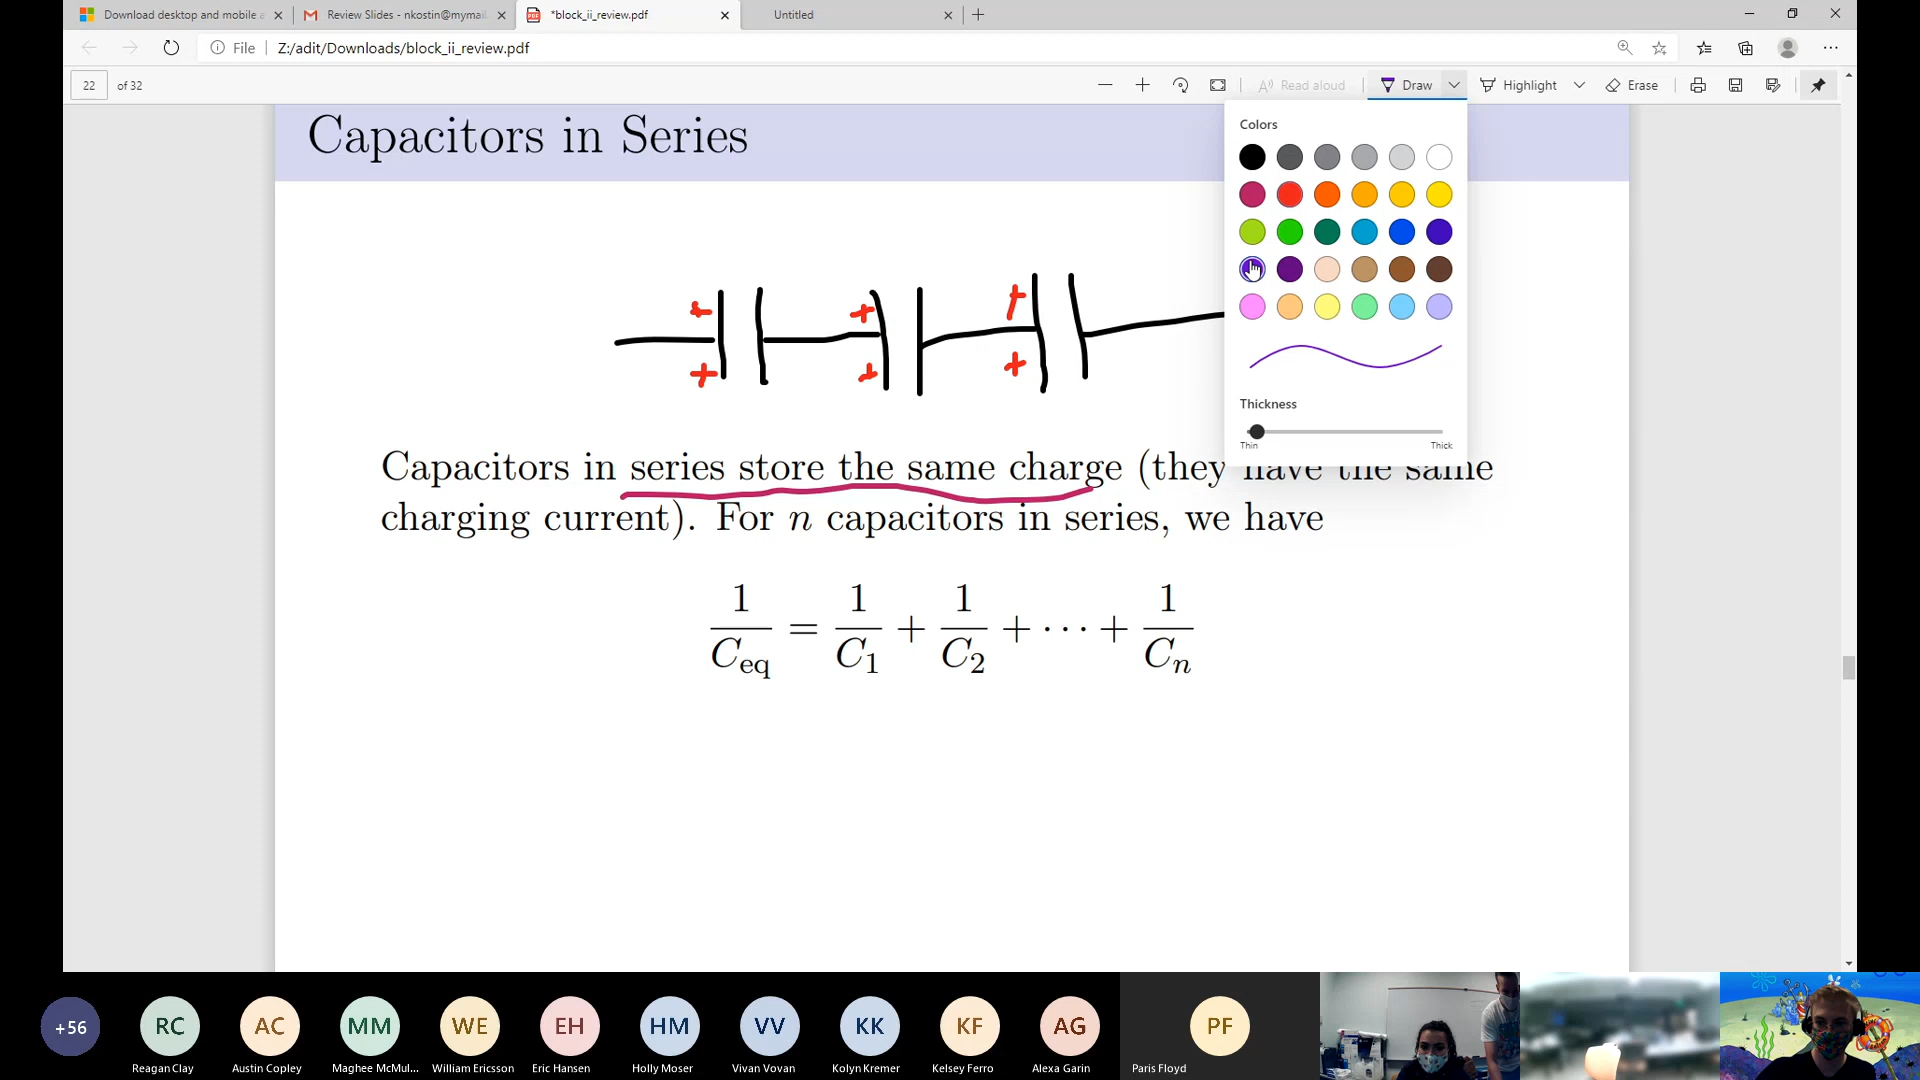 Download desktop and mobile a
Review Slides - nkostin@mymai
*block_ii_review.pdf
Untitled
File
Z:/adit/Downloads/block_ii_review.pdf
22
of 32
Read aloud
Draw
Highlight
Erase
Capacitors in Series
Colors
Thickness
Thin
Thick
+ + +
+ + +
Capacitors in series store the same charge (they have the same
charging current). For n capacitors in series, we have
1/C_eq = 1/C_1 + 1/C_2 + ⋯ + 1/C_n
+56
RC
AC
MM
WE
EH
HM
VV
KK
KF
AG
PF
Reagan Clay
Austin Copley
Maghee McMul...
William Ericsson
Eric Hansen
Holly Moser
Vivan Vovan
Kolyn Kremer
Kelsey Ferro
Alexa Garin
Paris Floyd